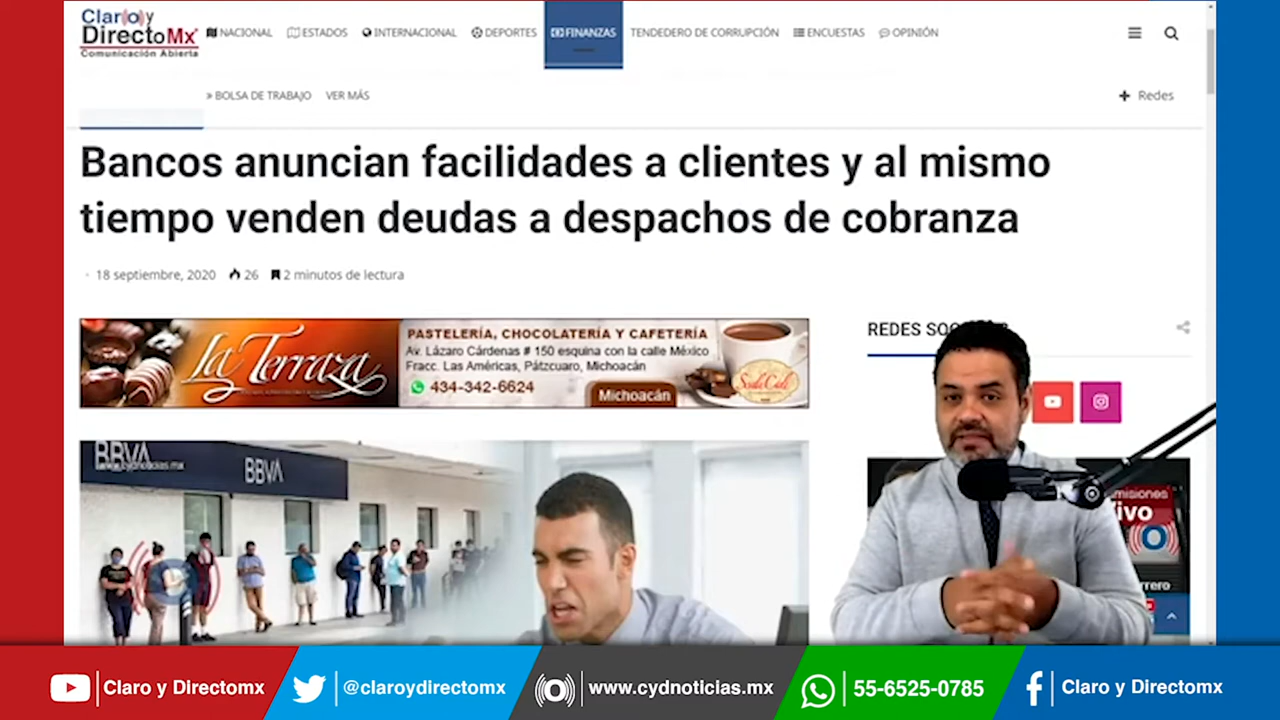 Claro y
DirectoMx
Comunicación Abierta
NACIONAL
ESTADOS
INTERNACIONAL
DEPORTES
FINANZAS
TENDEDERO DE CORRUPCIÓN
ENCUESTAS
OPINIÓN
» BOLSA DE TRABAJO
VER MÁS
+ Redes
Bancos anuncian facilidades a clientes y al mismo
tiempo venden deudas a despachos de cobranza
18 septiembre, 2020
26
2 minutos de lectura
La Terraza
PASTELERÍA, CHOCOLATERÍA Y CAFETERÍA
Av. Lázaro Cárdenas # 150 esquina con la calle México
Fracc. Las Américas, Pátzcuaro, Michoacán
434-342-6624
Michoacán
REDES
BBVA
www.cydnoticias.mx
BBVA
Claro y Directomx
@claroydirectomx
www.cydnoticias.mx
55-6525-0785
Claro y Directomx